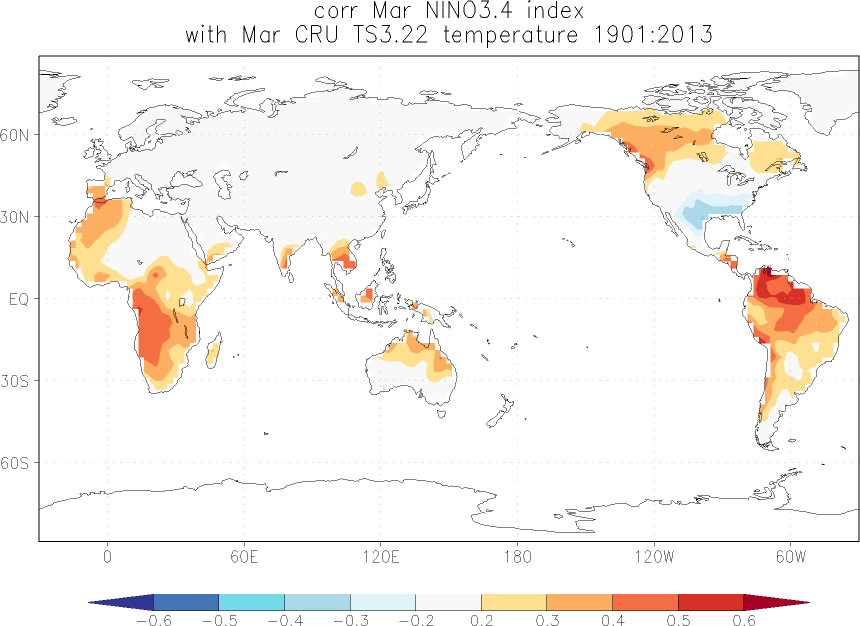 corr Mar NINO3.4 index
with Mar CRU TS3.22 temperature 1901:2013
60N
30N
EQ
30S
60S
0 60E 120E 180 120W 60W
-0.6 -0.5 -0.4 -0.3 -0.2 0.2 0.3 0.4 0.5 0.6